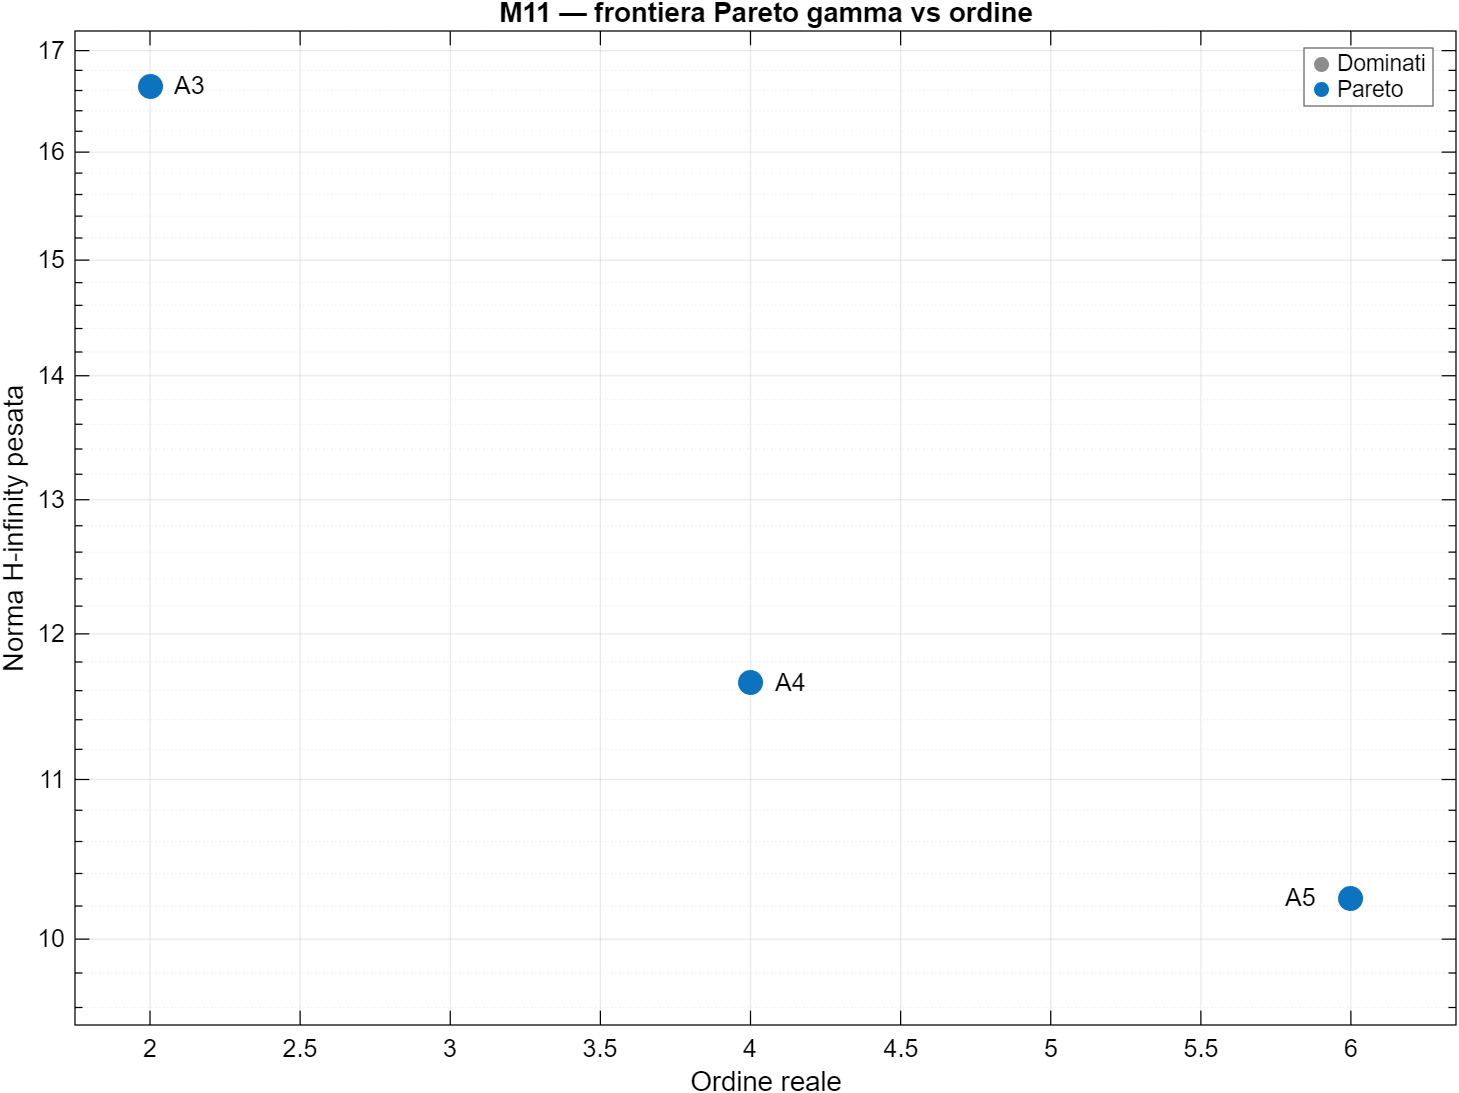 M11 — frontiera Pareto gamma vs ordine
Dominati
Pareto
A3
A4
A5
Norma H-infinity pesata
17
16
15
14
13
12
11
10
2
2.5
3
3.5
4
4.5
5
5.5
6
Ordine reale